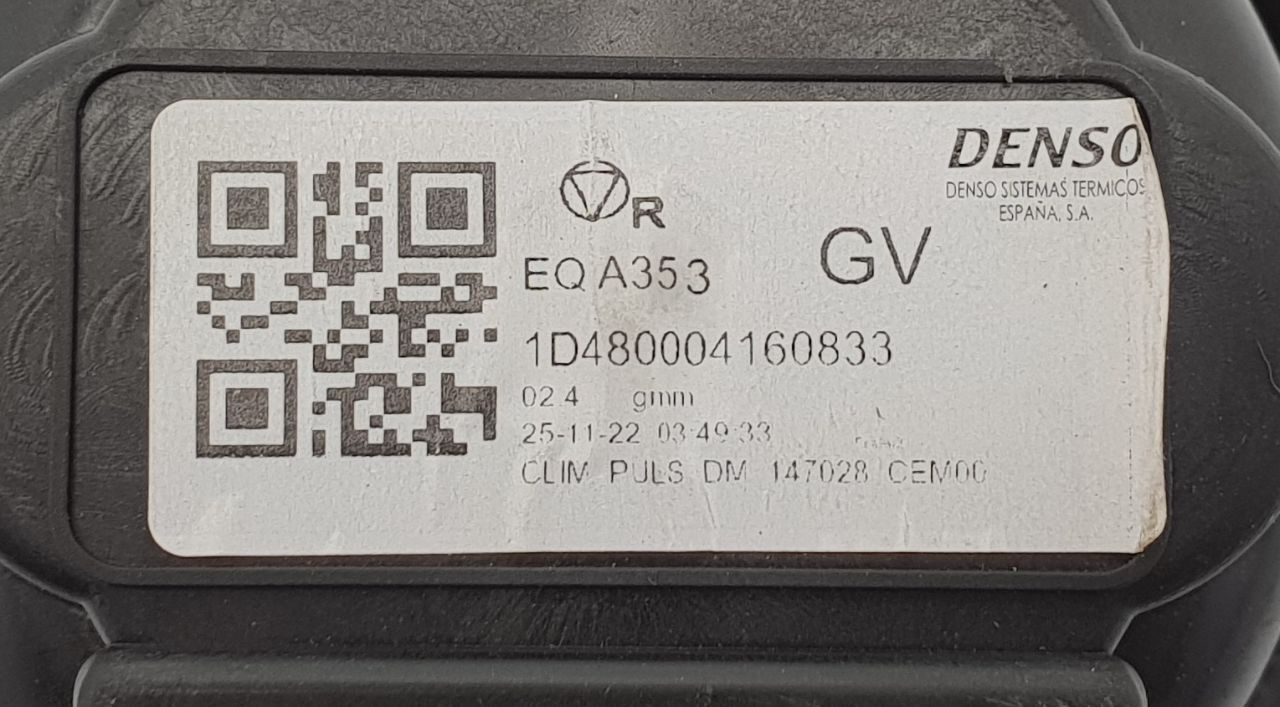 DENSO
DENSO SISTEMAS TERMICOS
ESPAÑA, S.A.
R
EQ A353
GV
1D480004160833
02.4 gmm
25-11-22 03:49:33
CLIM PULS DM 147028 CEM00